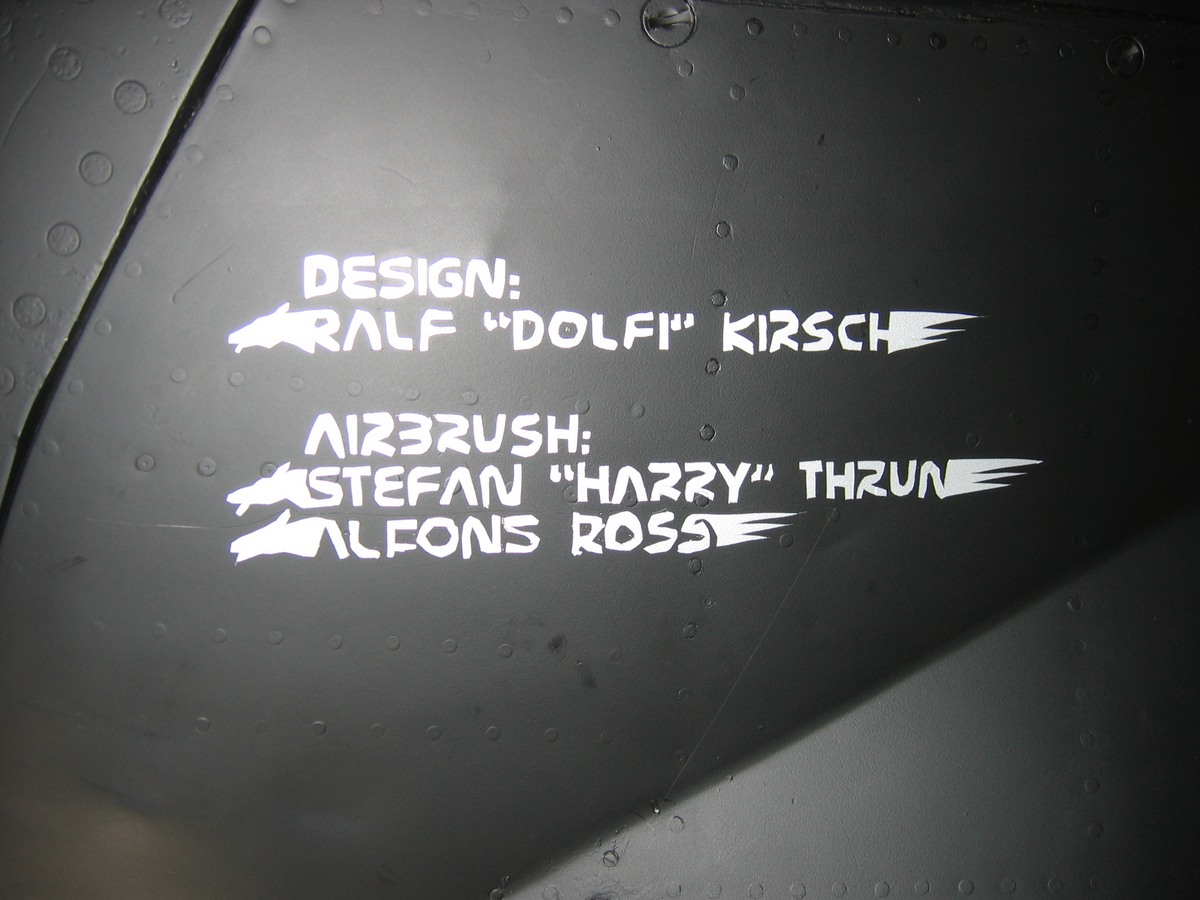 DESIGN:
RALF "DOLFI" KIRSCH
AIRBRUSH:
STEFAN "HARRY" THRUN
ALFONS ROSS